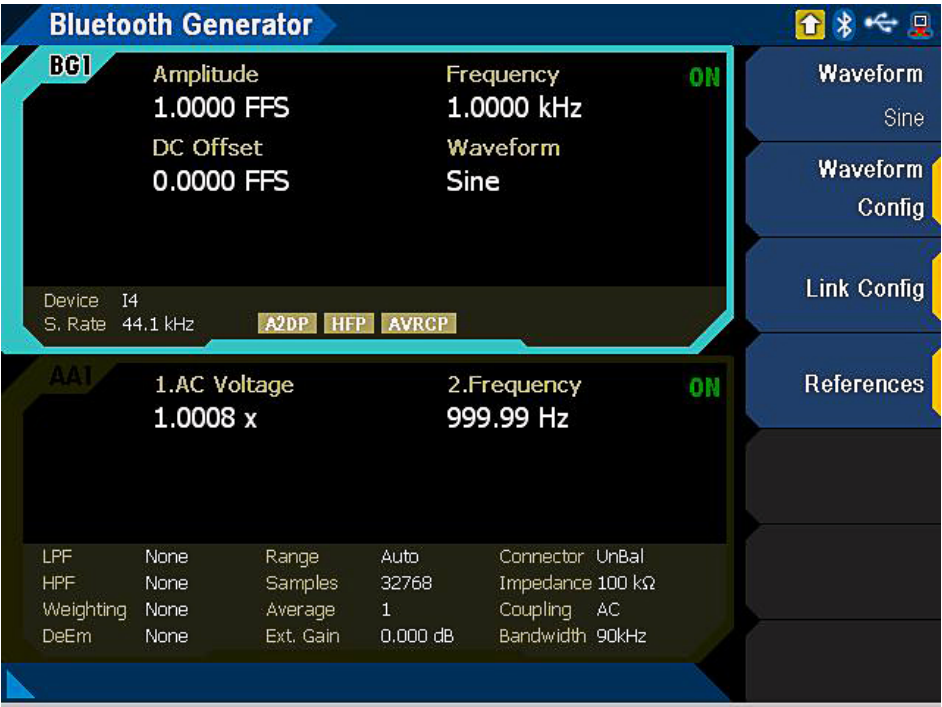 Bluetooth Generator
BG1
Amplitude Frequency ON
1.0000 FFS 1.0000 kHz
DC Offset Waveform
0.0000 FFS Sine
Device I4
S. Rate 44.1 kHz A2DP HFP AVRCP
AA1
1.AC Voltage 2.Frequency ON
1.0008 x 999.99 Hz
LPF None Range Auto Connector UnBal
HPF None Samples 32768 Impedance 100 kΩ
Weighting None Average 1 Coupling AC
DeEm None Ext. Gain 0.000 dB Bandwidth 90kHz
Waveform
Sine
Waveform
Config
Link Config
References